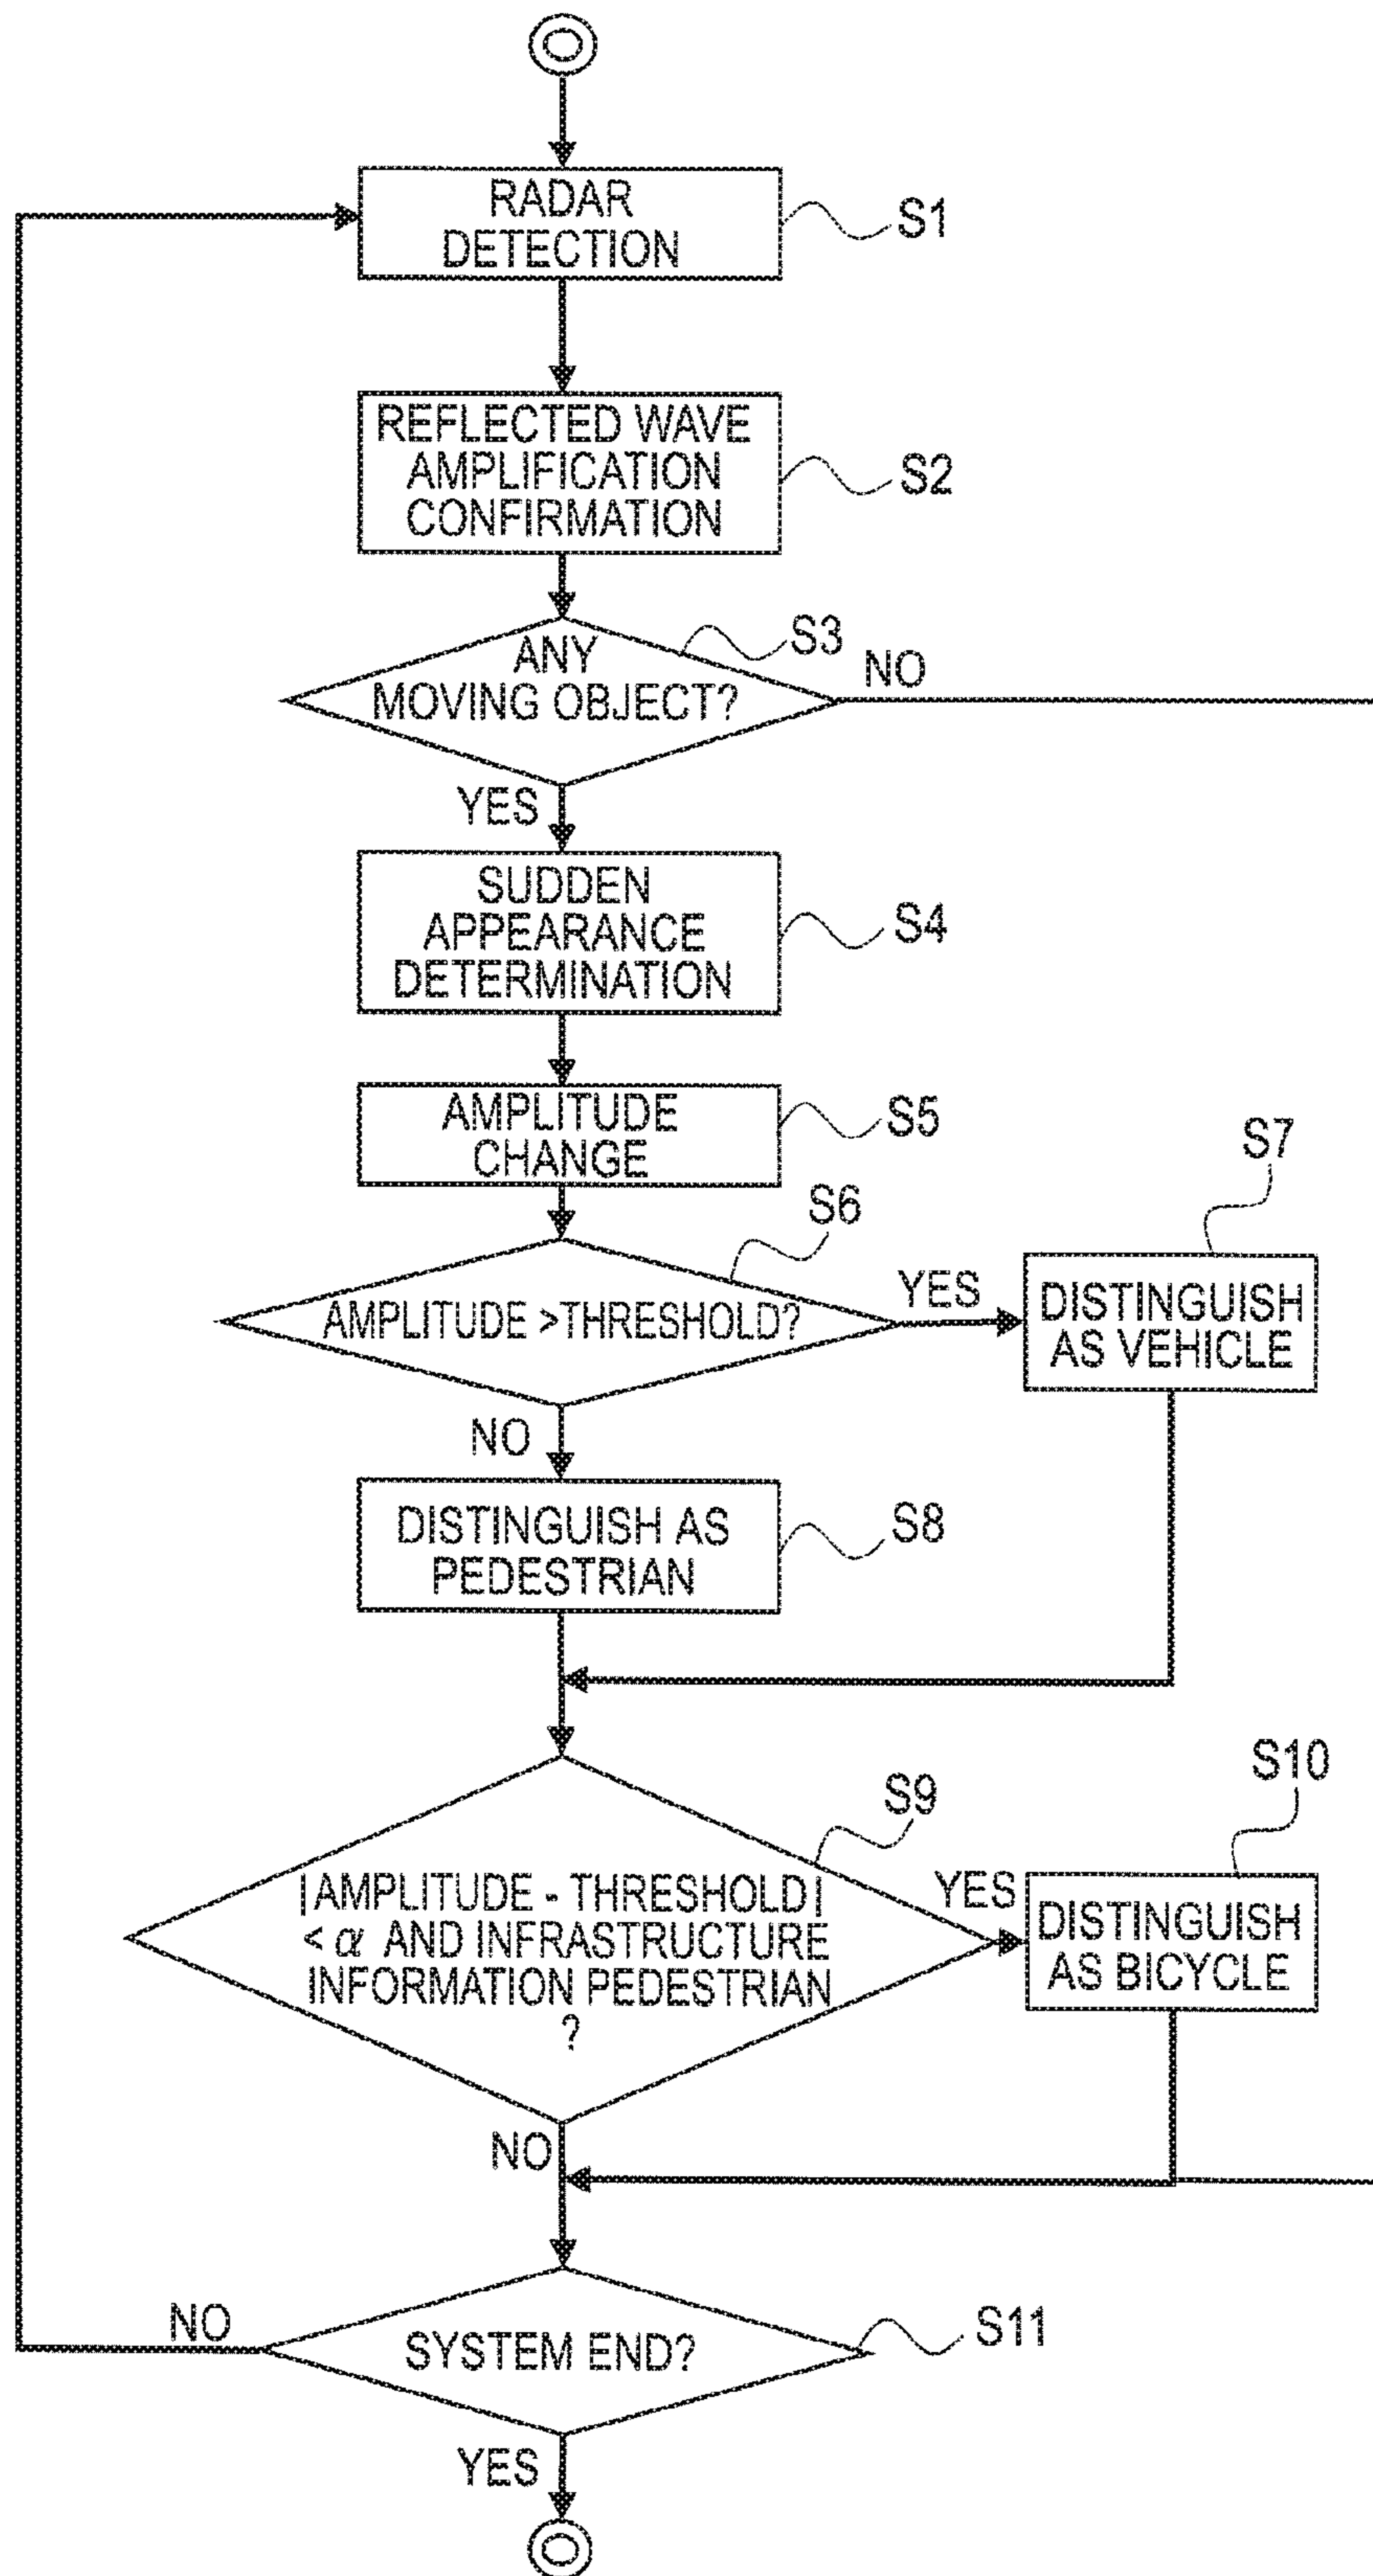 RADAR
DETECTION
S1
REFLECTED WAVE
AMPLIFICATION
CONFIRMATION
S2
ANY
MOVING OBJECT?
S3
NO
YES
SUDDEN
APPEARANCE
DETERMINATION
S4
AMPLITUDE
CHANGE
S5
AMPLITUDE >THRESHOLD?
S6
YES
DISTINGUISH
AS VEHICLE
S7
NO
DISTINGUISH AS
PEDESTRIAN
S8
|AMPLITUDE - THRESHOLD|
< α AND INFRASTRUCTURE
INFORMATION PEDESTRIAN
?
S9
YES
DISTINGUISH
AS BICYCLE
S10
NO
SYSTEM END?
S11
NO
YES